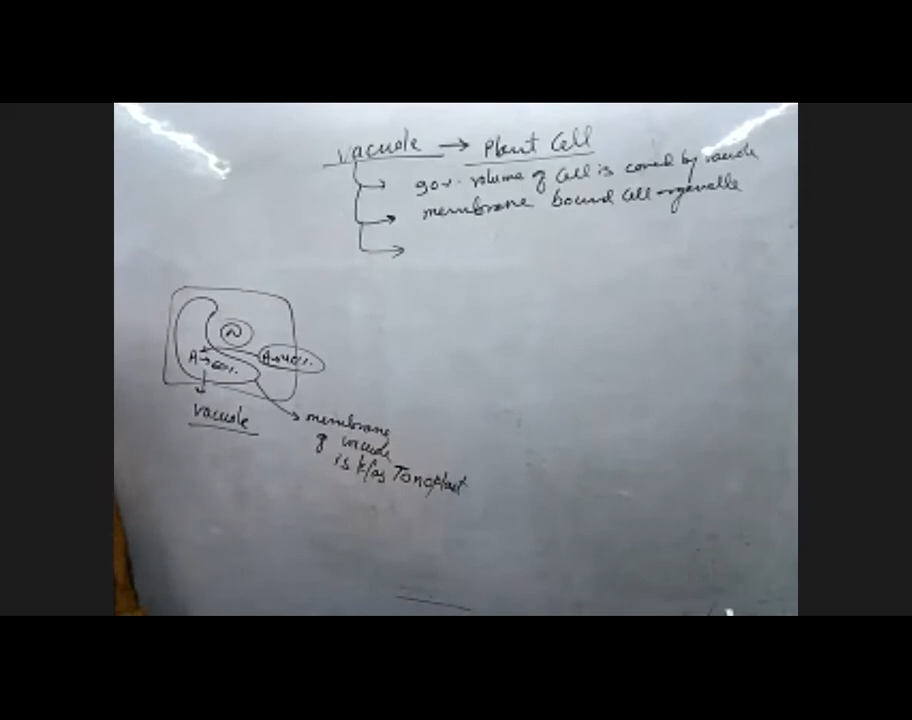 Vacuole → Plant Cell
90%. volume of Cell is coverd by vacuole
membrane bound Cell-organelle
N
A→60%.
A→40%.
vacuole
membrane
of vacuole
is k/as Tonoplast